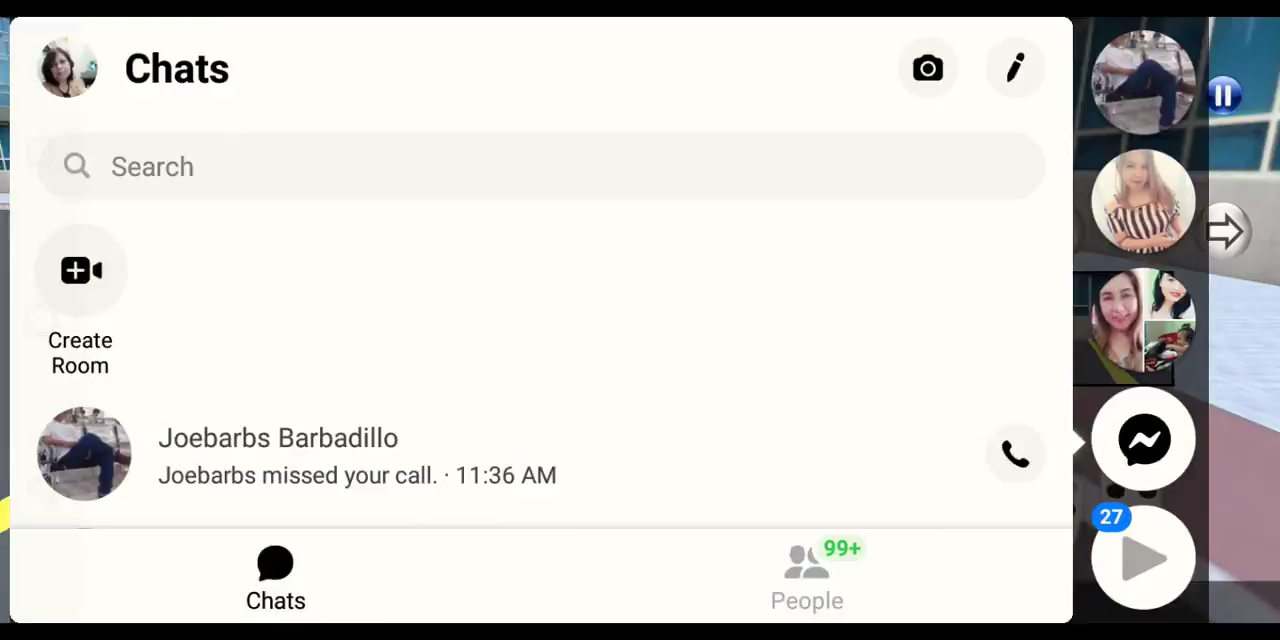 Chats
Search
Create
Room
Joebarbs Barbadillo
Joebarbs missed your call. · 11:36 AM
27
99+
Chats
People